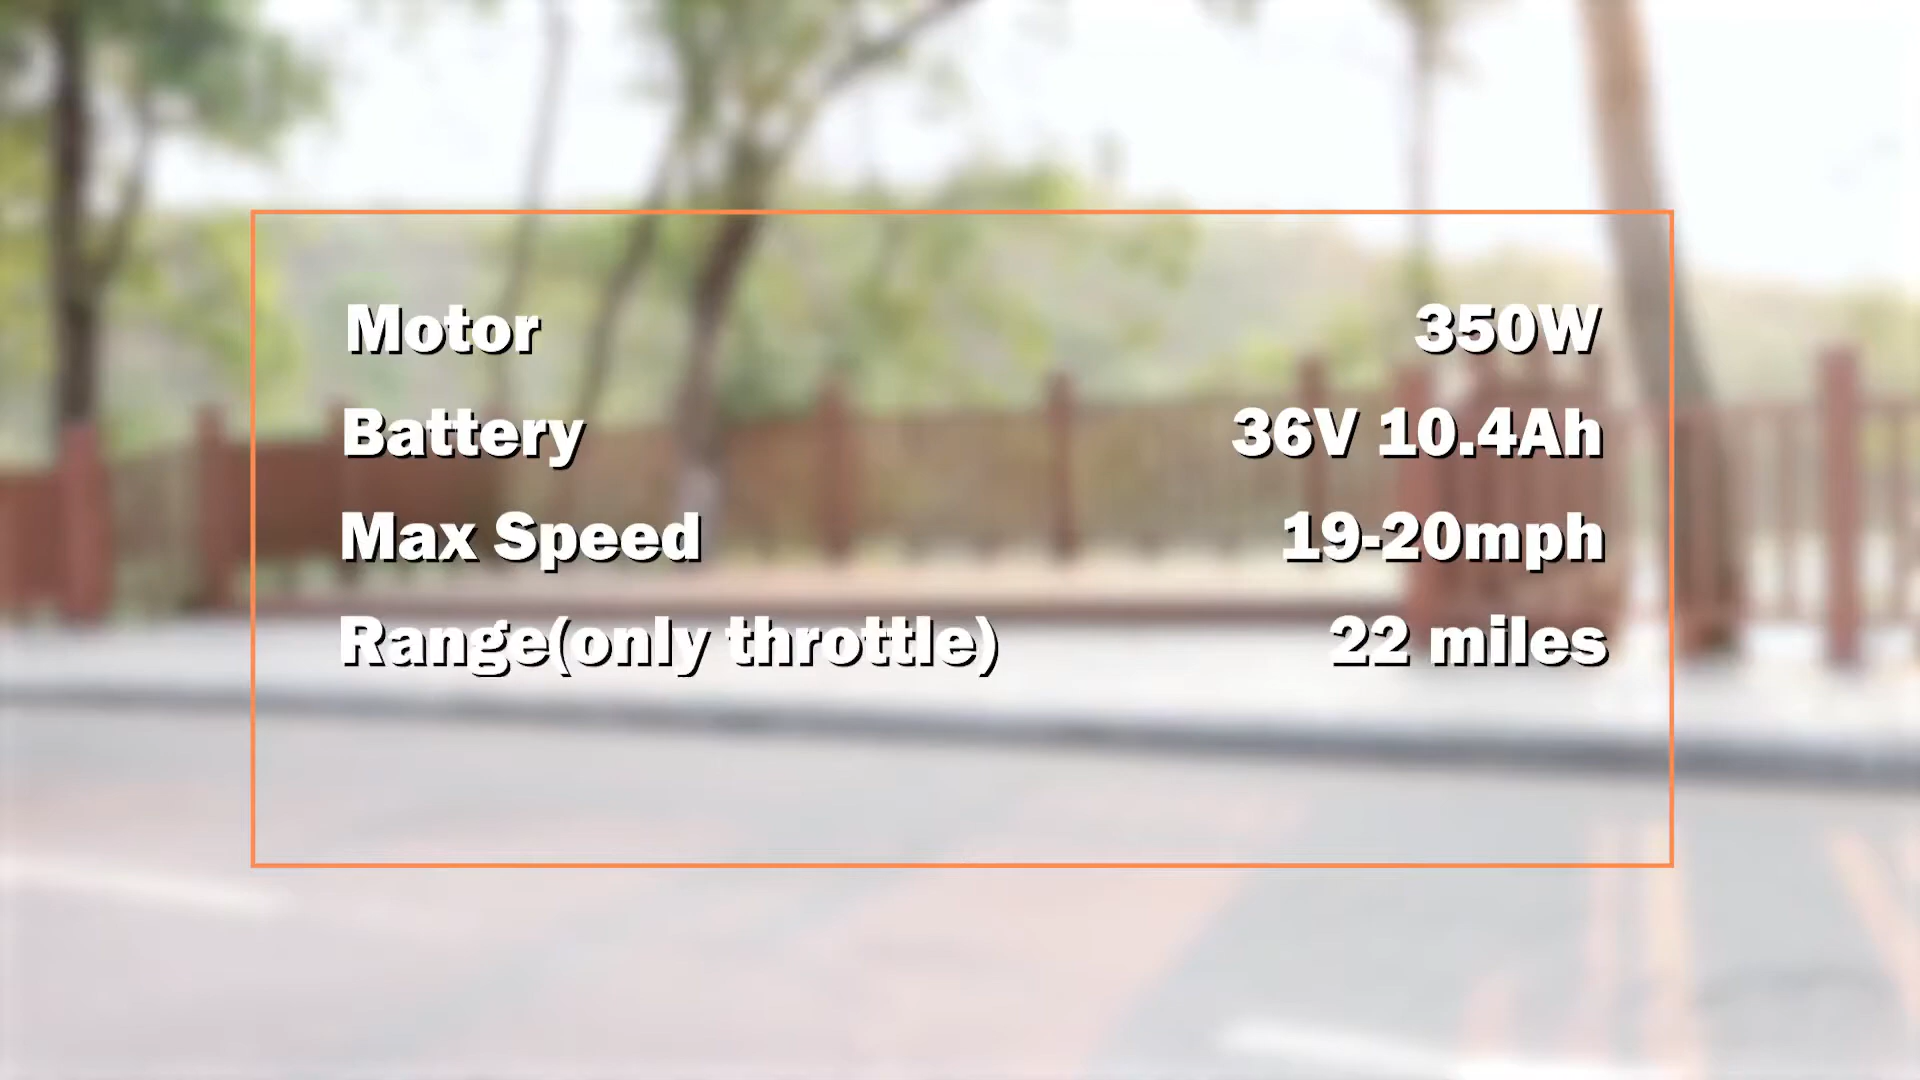 Motor 350W
Battery 36V 10.4Ah
Max Speed 19-20mph
Range(only throttle) 22 miles